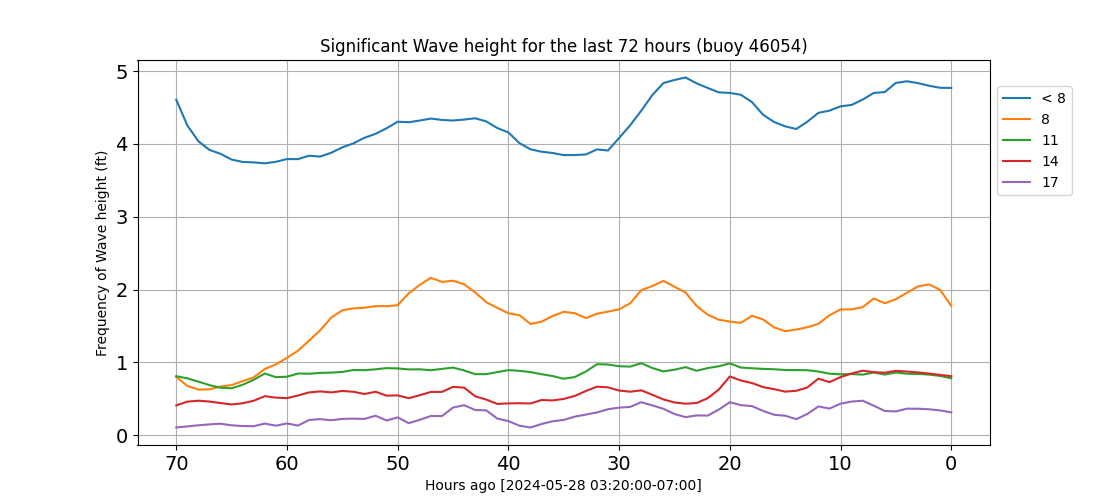 Significant Wave height for the last 72 hours (buoy 46054)
Frequency of Wave height (ft)
5
4
3
2
1
0
70 60 50 40 30 20 10 0
Hours ago [2024-05-28 03:20:00-07:00]
< 8
8
11
14
17